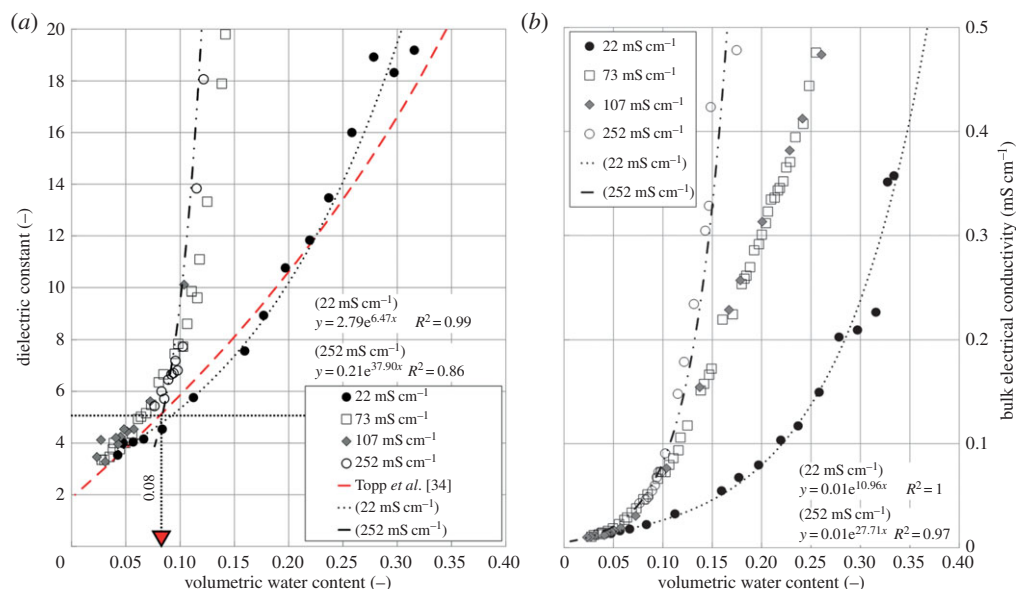 (a)
20
18
16
14
12
10
8
6
4
2
0
dielectric constant (–)
0.08
(22 mS cm⁻¹)
y = 2.79e^6.47x R² = 0.99
(252 mS cm⁻¹)
y = 0.21e^37.90x R² = 0.86
22 mS cm⁻¹
73 mS cm⁻¹
107 mS cm⁻¹
252 mS cm⁻¹
Topp et al. [34]
(22 mS cm⁻¹)
(252 mS cm⁻¹)
0.05 0.10 0.15 0.20 0.25 0.30 0.35 0.40
volumetric water content (–)
(b)
22 mS cm⁻¹
73 mS cm⁻¹
107 mS cm⁻¹
252 mS cm⁻¹
(22 mS cm⁻¹)
(252 mS cm⁻¹)
0.5
0.4
0.3
0.2
0.1
0
bulk electrical conductivity (mS cm⁻¹)
(22 mS cm⁻¹)
y = 0.01e^10.96x R² = 1
(252 mS cm⁻¹)
y = 0.01e^27.71x R² = 0.97
0 0.05 0.10 0.15 0.20 0.25 0.30 0.35 0.40
volumetric water content (–)